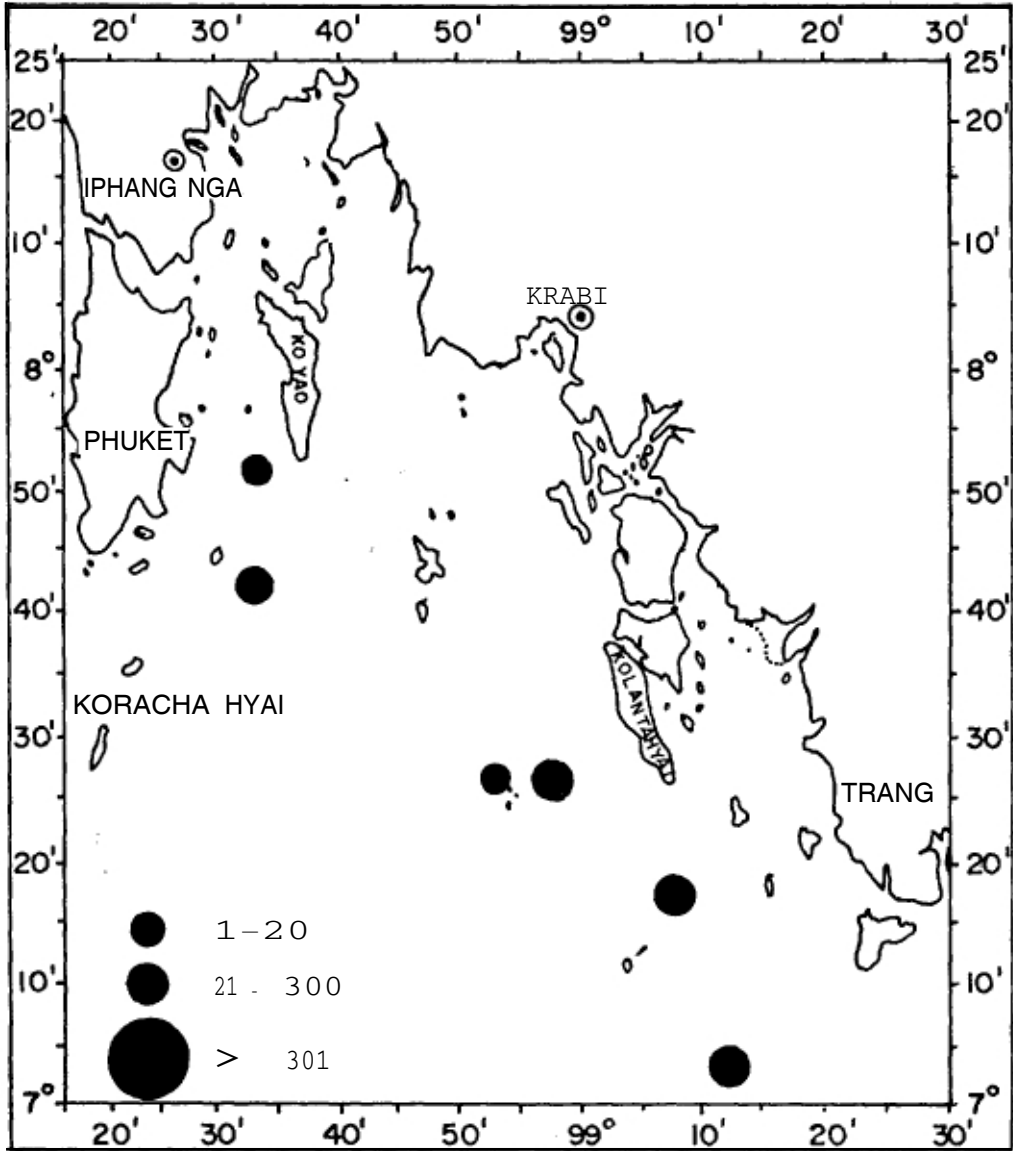 20' 30' 40' 50' 99° 10' 20' 30'
25' 25'
20' 20'
IPHANG NGA
10' 10'
KRABI
KO YAO
8° 8°
PHUKET
50' 50'
40' 40'
KOLANTAHYAI
KORACHA HYAI
30' 30'
TRANG
20' 20'
1-20
10' 10'
21 - 300
> 301
7° 7°
20' 30' 40' 50' 99° 10' 20' 30'